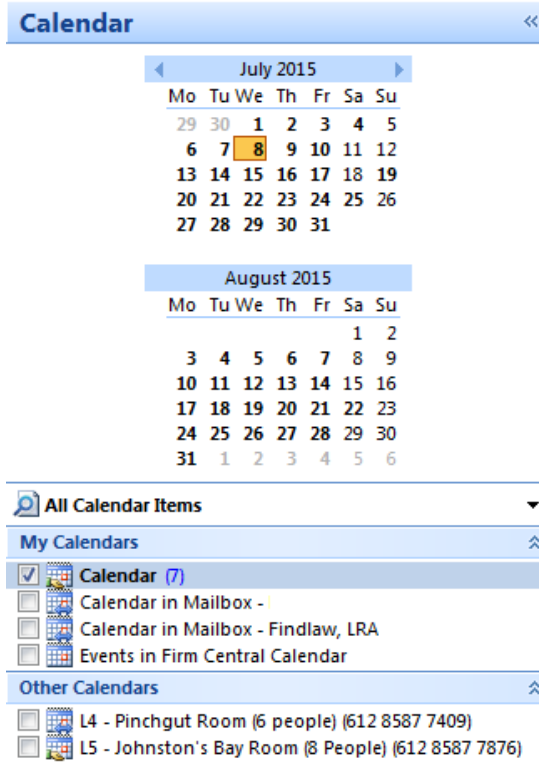 Calendar
July 2015
Mo Tu We Th Fr Sa Su
29 30 1 2 3 4 5
6 7 8 9 10 11 12
13 14 15 16 17 18 19
20 21 22 23 24 25 26
27 28 29 30 31
August 2015
Mo Tu We Th Fr Sa Su
1 2
3 4 5 6 7 8 9
10 11 12 13 14 15 16
17 18 19 20 21 22 23
24 25 26 27 28 29 30
31 1 2 3 4 5 6
All Calendar Items
My Calendars
Calendar (7)
Calendar in Mailbox -
Calendar in Mailbox - Findlaw, LRA
Events in Firm Central Calendar
Other Calendars
L4 - Pinchgut Room (6 people) (612 8587 7409)
L5 - Johnston's Bay Room (8 People) (612 8587 7876)